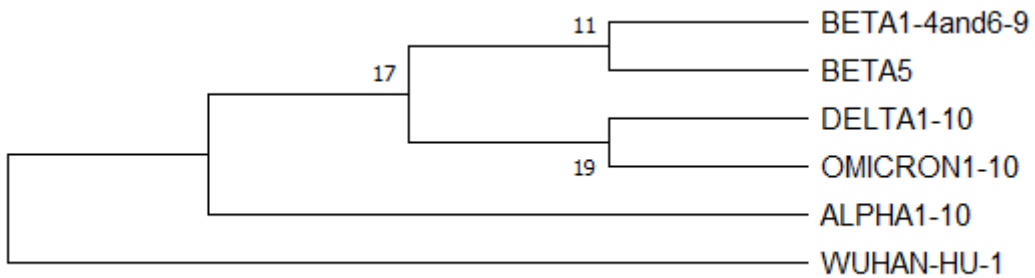 BETA1-4and6-9
11
BETA5
17
DELTA1-10
OMICRON1-10
19
ALPHA1-10
WUHAN-HU-1